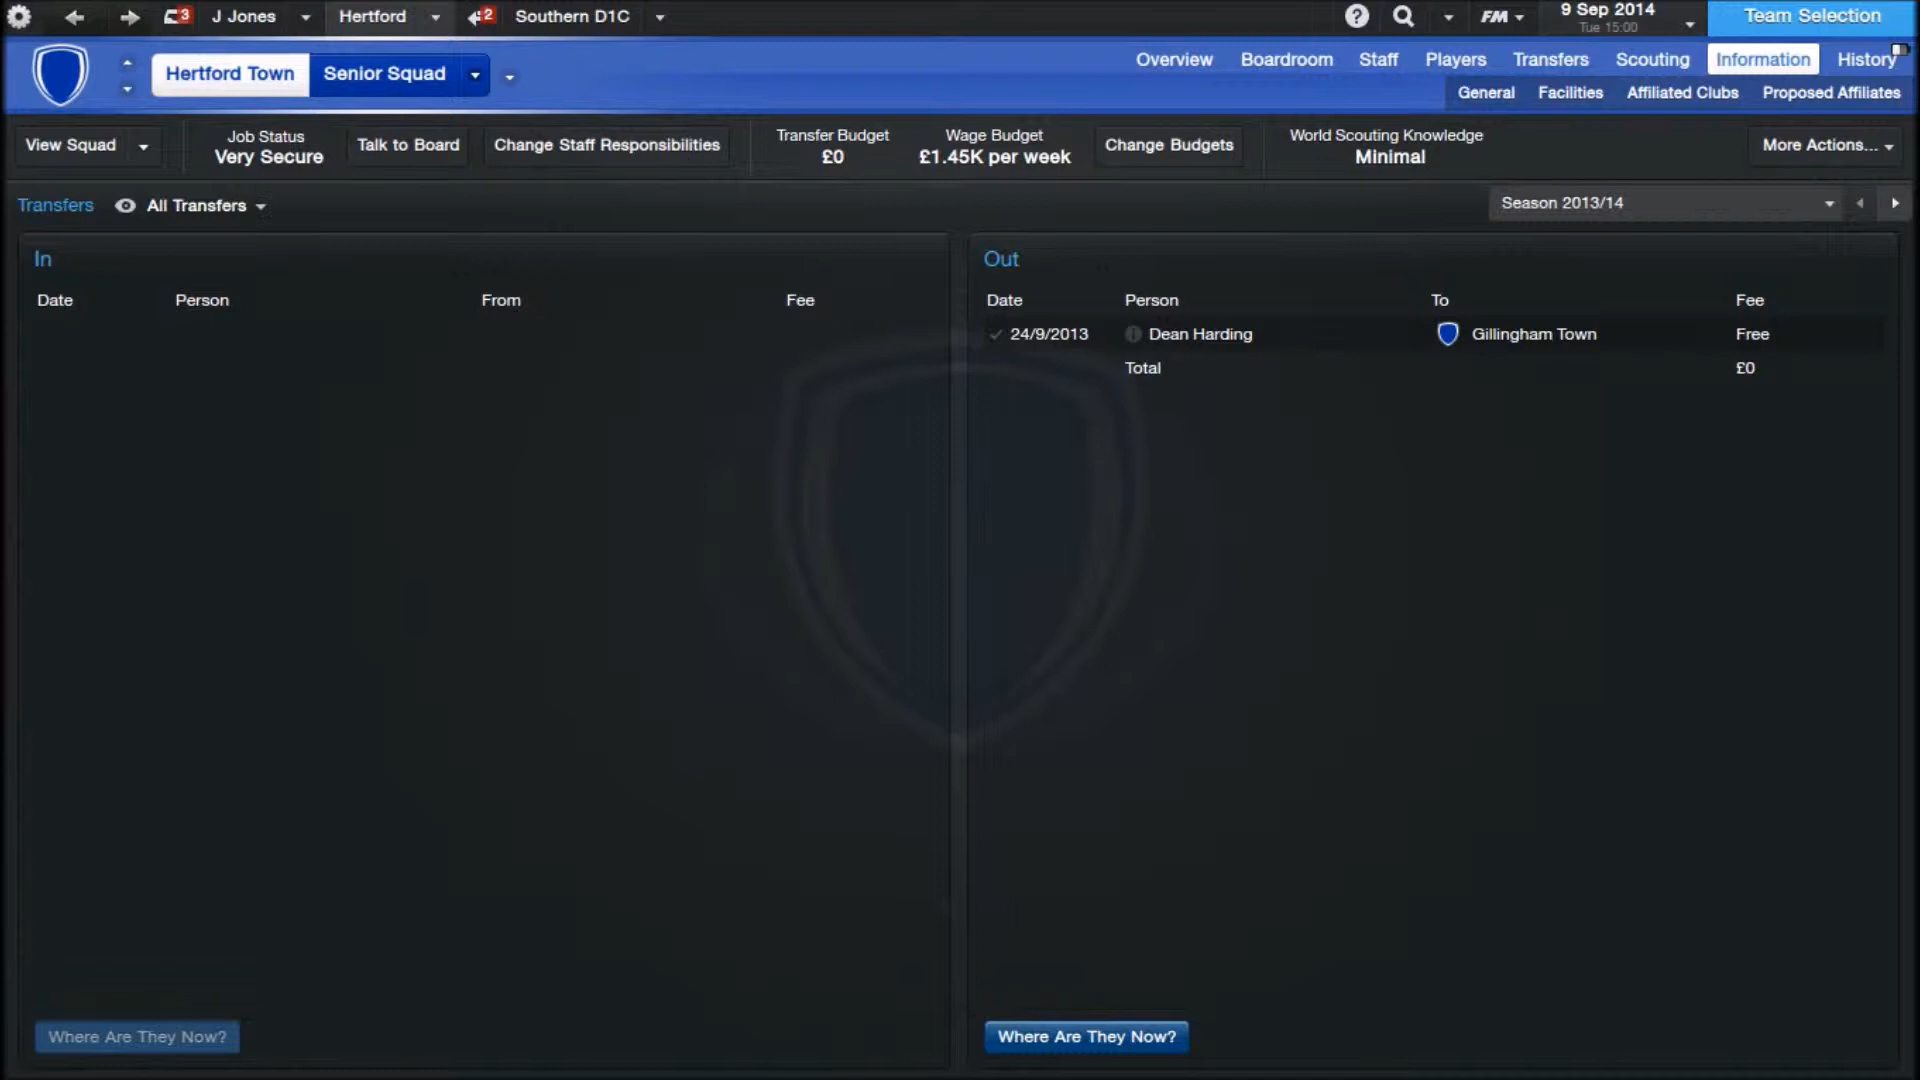 3 J Jones Hertford 2 Southern D1C ? FM 9 Sep 2014 Team Selection
Tue 15:00
Hertford Town Senior Squad Overview Boardroom Staff Players Transfers Scouting Information History
General Facilities Affiliated Clubs Proposed Affiliates
View Squad Job Status Talk to Board Change Staff Responsibilities Transfer Budget Wage Budget Change Budgets World Scouting Knowledge More Actions...
Very Secure £0 £1.45K per week Minimal
Transfers All Transfers Season 2013/14
In Out
Date Person From Fee Date Person To Fee
24/9/2013 Dean Harding Gillingham Town Free
Total £0
Where Are They Now? Where Are They Now?